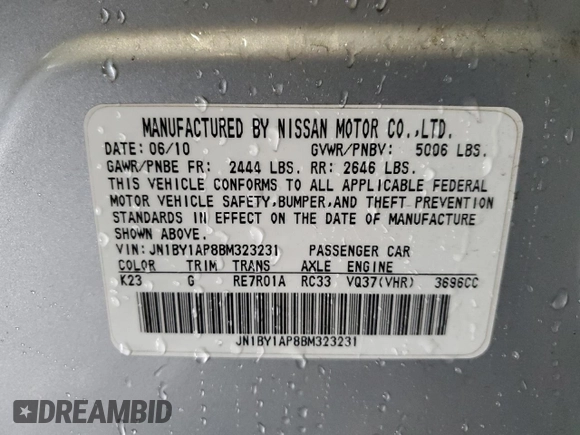 MANUFACTURED BY NISSAN MOTOR CO.,LTD.
DATE: 06/10 GVWR/PNBV: 5006 LBS.
GAWR/PNBE FR: 2444 LBS. RR: 2646 LBS.
THIS VEHICLE CONFORMS TO ALL APPLICABLE FEDERAL
MOTOR VEHICLE SAFETY,BUMPER,AND THEFT PREVENTION
STANDARDS IN EFFECT ON THE DATE OF MANUFACTURE
SHOWN ABOVE.
VIN: JN1BY1AP8BM323231 PASSENGER CAR
COLOR TRIM TRANS AXLE ENGINE
K23 G RE7R01A RC33 VQ37(VHR) 3696CC
JN1BY1AP8BM323231
DREAMBID